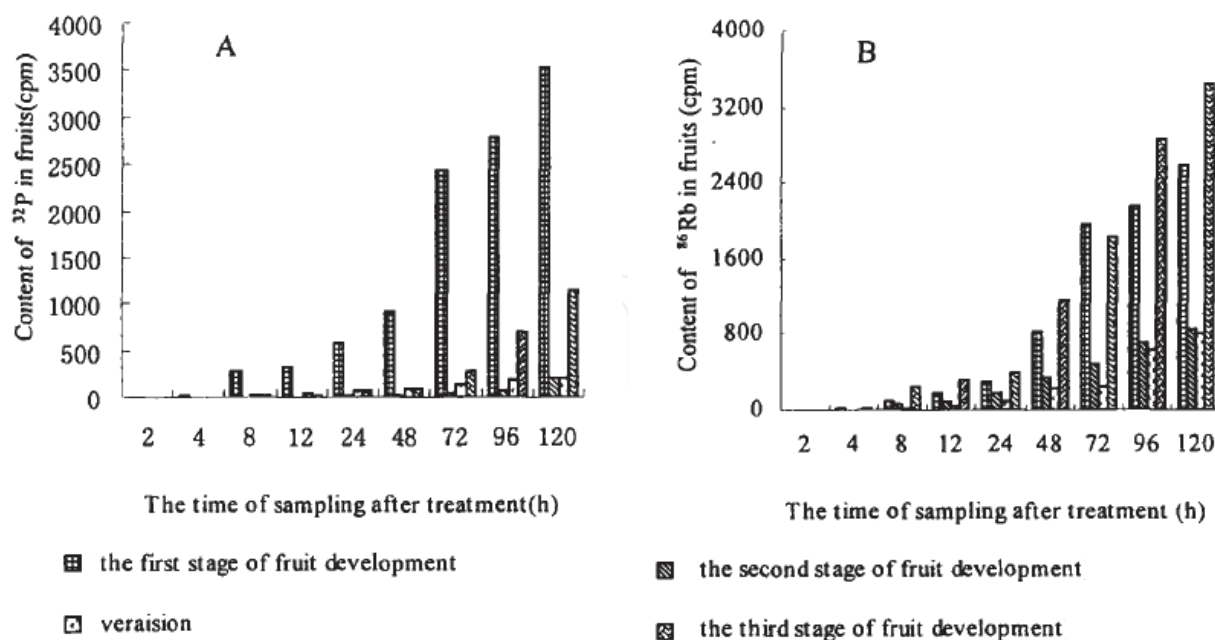 A
Content of ³²P in fruits(cpm)
4000
3500
3000
2500
2000
1500
1000
500
0
2 4 8 12 24 48 72 96 120
The time of sampling after treatment(h)
B
Content of ⁸⁶Rb in fruits (cpm)
4000
3200
2400
1600
800
0
2 4 8 12 24 48 72 96 120
The time of sampling after treatment (h)
the first stage of fruit development
the second stage of fruit development
veraision
the third stage of fruit development